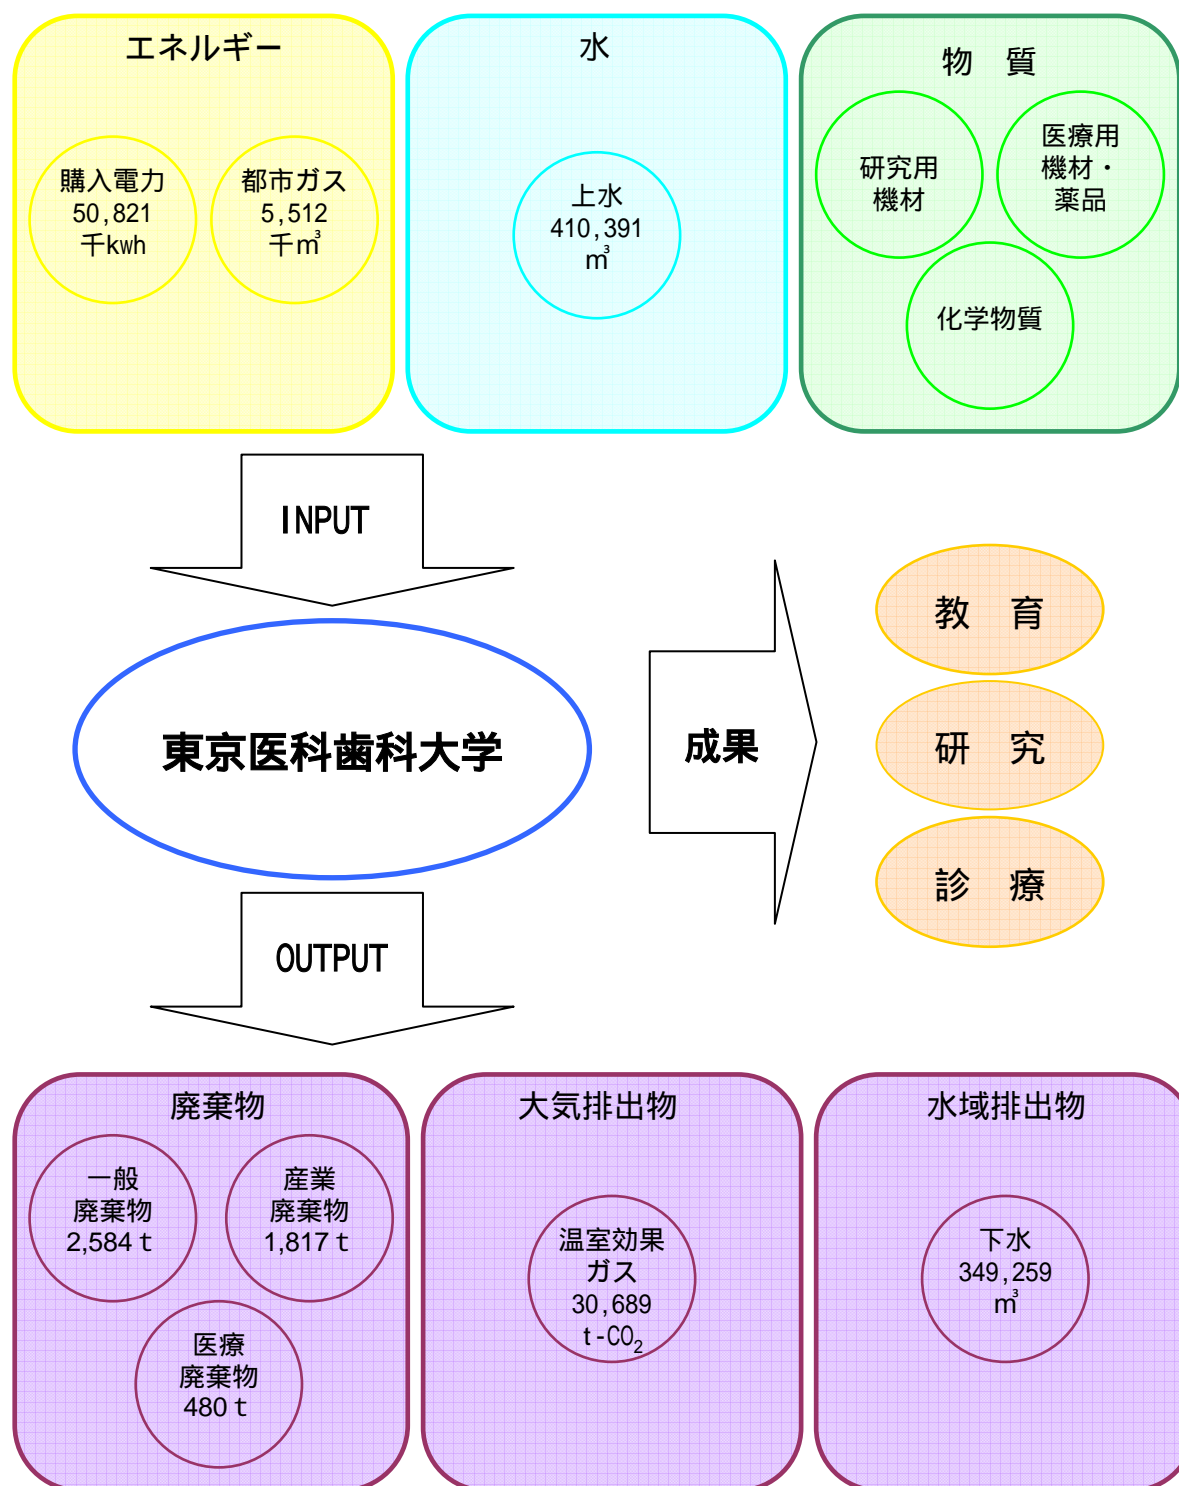 エネルギー
購入電力
50,821
千kwh
都市ガス
5,512
千㎥
水
上水
410,391
㎥
物　質
研究用
機材
医療用
機材・
薬品
化学物質
INPUT
東京医科歯科大学
成果
教　育
研　究
診　療
OUTPUT
廃棄物
一般
廃棄物
2,584 t
産業
廃棄物
1,817 t
医療
廃棄物
480 t
大気排出物
温室効果
ガス
30,689
t-CO₂
水域排出物
下水
349,259
㎥